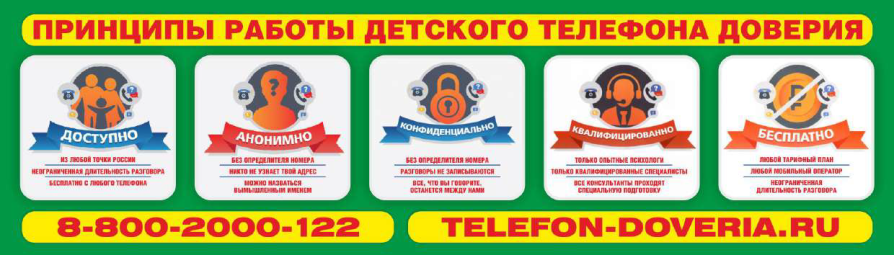 ПРИНЦИПЫ РАБОТЫ ДЕТСКОГО ТЕЛЕФОНА ДОВЕРИЯ
ДОСТУПНО
ИЗ ЛЮБОЙ ТОЧКИ РОССИИ
НЕОГРАНИЧЕННАЯ ДЛИТЕЛЬНОСТЬ РАЗГОВОРА
БЕСПЛАТНО С ЛЮБОГО ТЕЛЕФОНА
АНОНИМНО
БЕЗ ОПРЕДЕЛИТЕЛЯ НОМЕРА
НИКТО НЕ УЗНАЕТ ТВОЙ АДРЕС
МОЖНО НАЗВАТЬСЯ
ВЫМЫШЛЕННЫМ ИМЕНЕМ
КОНФИДЕНЦИАЛЬНО
БЕЗ ОПРЕДЕЛИТЕЛЯ НОМЕРА
РАЗГОВОРЫ НЕ ЗАПИСЫВАЮТСЯ
ВСЕ, ЧТО ВЫ ГОВОРИТЕ,
ОСТАНЕТСЯ МЕЖДУ НАМИ
КВАЛИФИЦИРОВАННО
ТОЛЬКО ОПЫТНЫЕ ПСИХОЛОГИ
ТОЛЬКО КВАЛИФИЦИРОВАННЫЕ СПЕЦИАЛИСТЫ
ВСЕ КОНСУЛЬТАНТЫ ПРОХОДЯТ
СПЕЦИАЛЬНУЮ ПОДГОТОВКУ
БЕСПЛАТНО
ЛЮБОЙ ТАРИФНЫЙ ПЛАН
ЛЮБОЙ МОБИЛЬНЫЙ ОПЕРАТОР
НЕОГРАНИЧЕННАЯ
ДЛИТЕЛЬНОСТЬ РАЗГОВОРА
8-800-2000-122
TELEFON-DOVERIA.RU